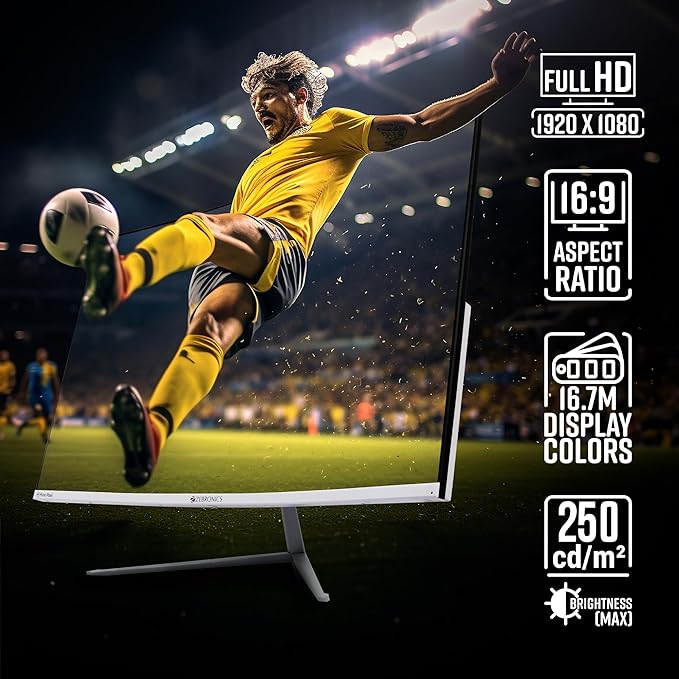 FULL HD
1920 X 1080
16:9
ASPECT
RATIO
16.7M
DISPLAY
COLORS
250
cd/m²
BRIGHTNESS
(MAX)
ZEBRONICS